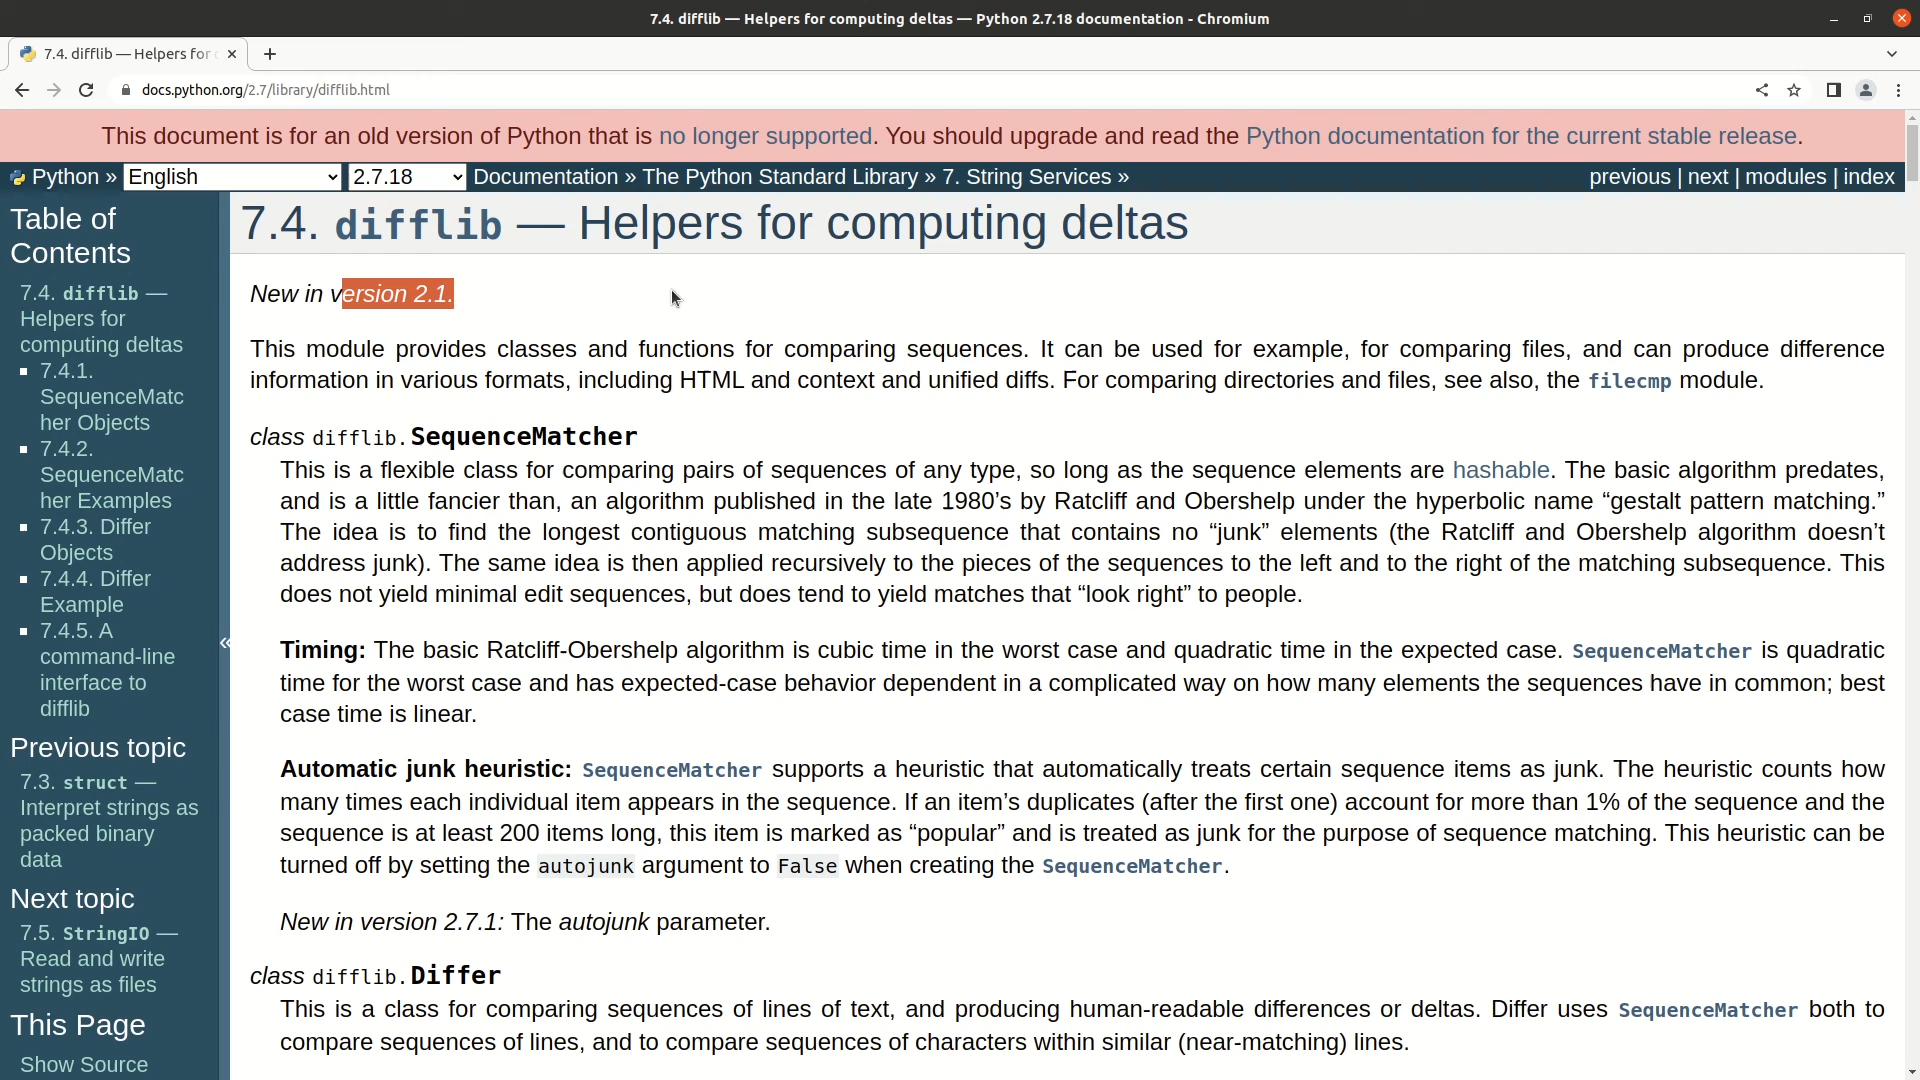 7.4. difflib — Helpers for computing deltas — Python 2.7.18 documentation - Chromium
7.4. difflib — Helpers for
docs.python.org/2.7/library/difflib.html
This document is for an old version of Python that is no longer supported. You should upgrade and read the Python documentation for the current stable release.
Python » English 2.7.18 Documentation » The Python Standard Library » 7. String Services » previous | next | modules | index
Table of
Contents
7.4. difflib —
Helpers for
computing deltas
7.4.1.
SequenceMatc
her Objects
7.4.2.
SequenceMatc
her Examples
7.4.3. Differ
Objects
7.4.4. Differ
Example
7.4.5. A
command-line
interface to
difflib
Previous topic
7.3. struct —
Interpret strings as
packed binary
data
Next topic
7.5. StringIO —
Read and write
strings as files
This Page
Show Source
«
7.4. difflib — Helpers for computing deltas
New in version 2.1.
This module provides classes and functions for comparing sequences. It can be used for example, for comparing files, and can produce difference
information in various formats, including HTML and context and unified diffs. For comparing directories and files, see also, the filecmp module.
class difflib.SequenceMatcher
This is a flexible class for comparing pairs of sequences of any type, so long as the sequence elements are hashable. The basic algorithm predates,
and is a little fancier than, an algorithm published in the late 1980’s by Ratcliff and Obershelp under the hyperbolic name “gestalt pattern matching.”
The idea is to find the longest contiguous matching subsequence that contains no “junk” elements (the Ratcliff and Obershelp algorithm doesn’t
address junk). The same idea is then applied recursively to the pieces of the sequences to the left and to the right of the matching subsequence. This
does not yield minimal edit sequences, but does tend to yield matches that “look right” to people.
Timing: The basic Ratcliff-Obershelp algorithm is cubic time in the worst case and quadratic time in the expected case. SequenceMatcher is quadratic
time for the worst case and has expected-case behavior dependent in a complicated way on how many elements the sequences have in common; best
case time is linear.
Automatic junk heuristic: SequenceMatcher supports a heuristic that automatically treats certain sequence items as junk. The heuristic counts how
many times each individual item appears in the sequence. If an item’s duplicates (after the first one) account for more than 1% of the sequence and the
sequence is at least 200 items long, this item is marked as “popular” and is treated as junk for the purpose of sequence matching. This heuristic can be
turned off by setting the autojunk argument to False when creating the SequenceMatcher.
New in version 2.7.1: The autojunk parameter.
class difflib.Differ
This is a class for comparing sequences of lines of text, and producing human-readable differences or deltas. Differ uses SequenceMatcher both to
compare sequences of lines, and to compare sequences of characters within similar (near-matching) lines.